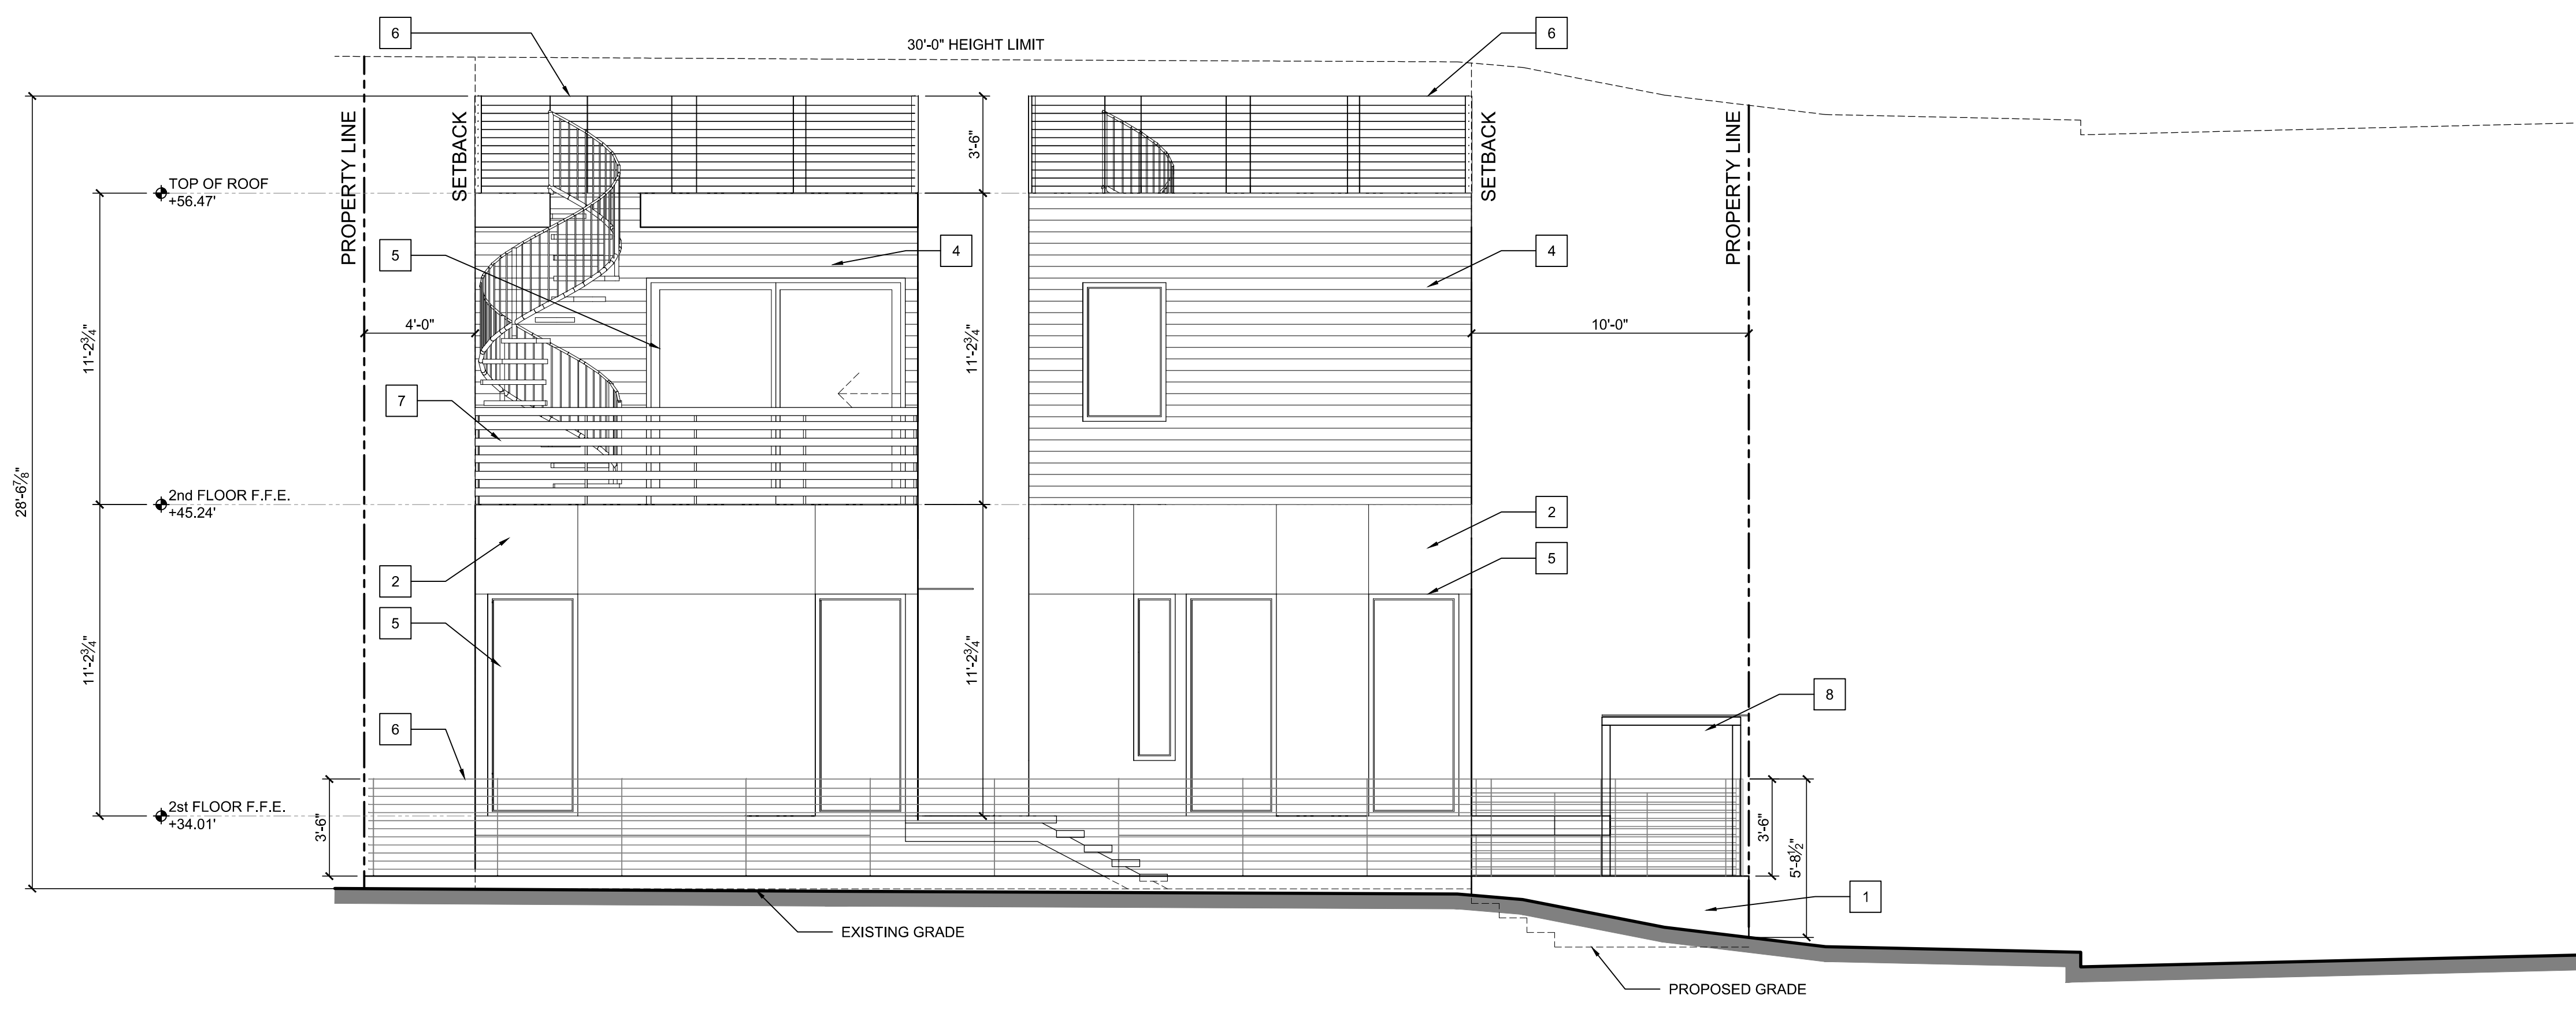 6
30'-0" HEIGHT LIMIT
6
PROPERTY LINE
SETBACK
3'-6"
SETBACK
PROPERTY LINE
TOP OF ROOF
+56.47'
5
4
4
4'-0"
10'-0"
11'-2¾"
11'-2¾"
7
28'-6⅞"
2nd FLOOR F.F.E.
+45.24'
2
5
2
5
11'-2¾"
11'-2¾"
8
6
2st FLOOR F.F.E.
+34.01'
3'-6"
3'-6"
5'-8½"
1
EXISTING GRADE
PROPOSED GRADE